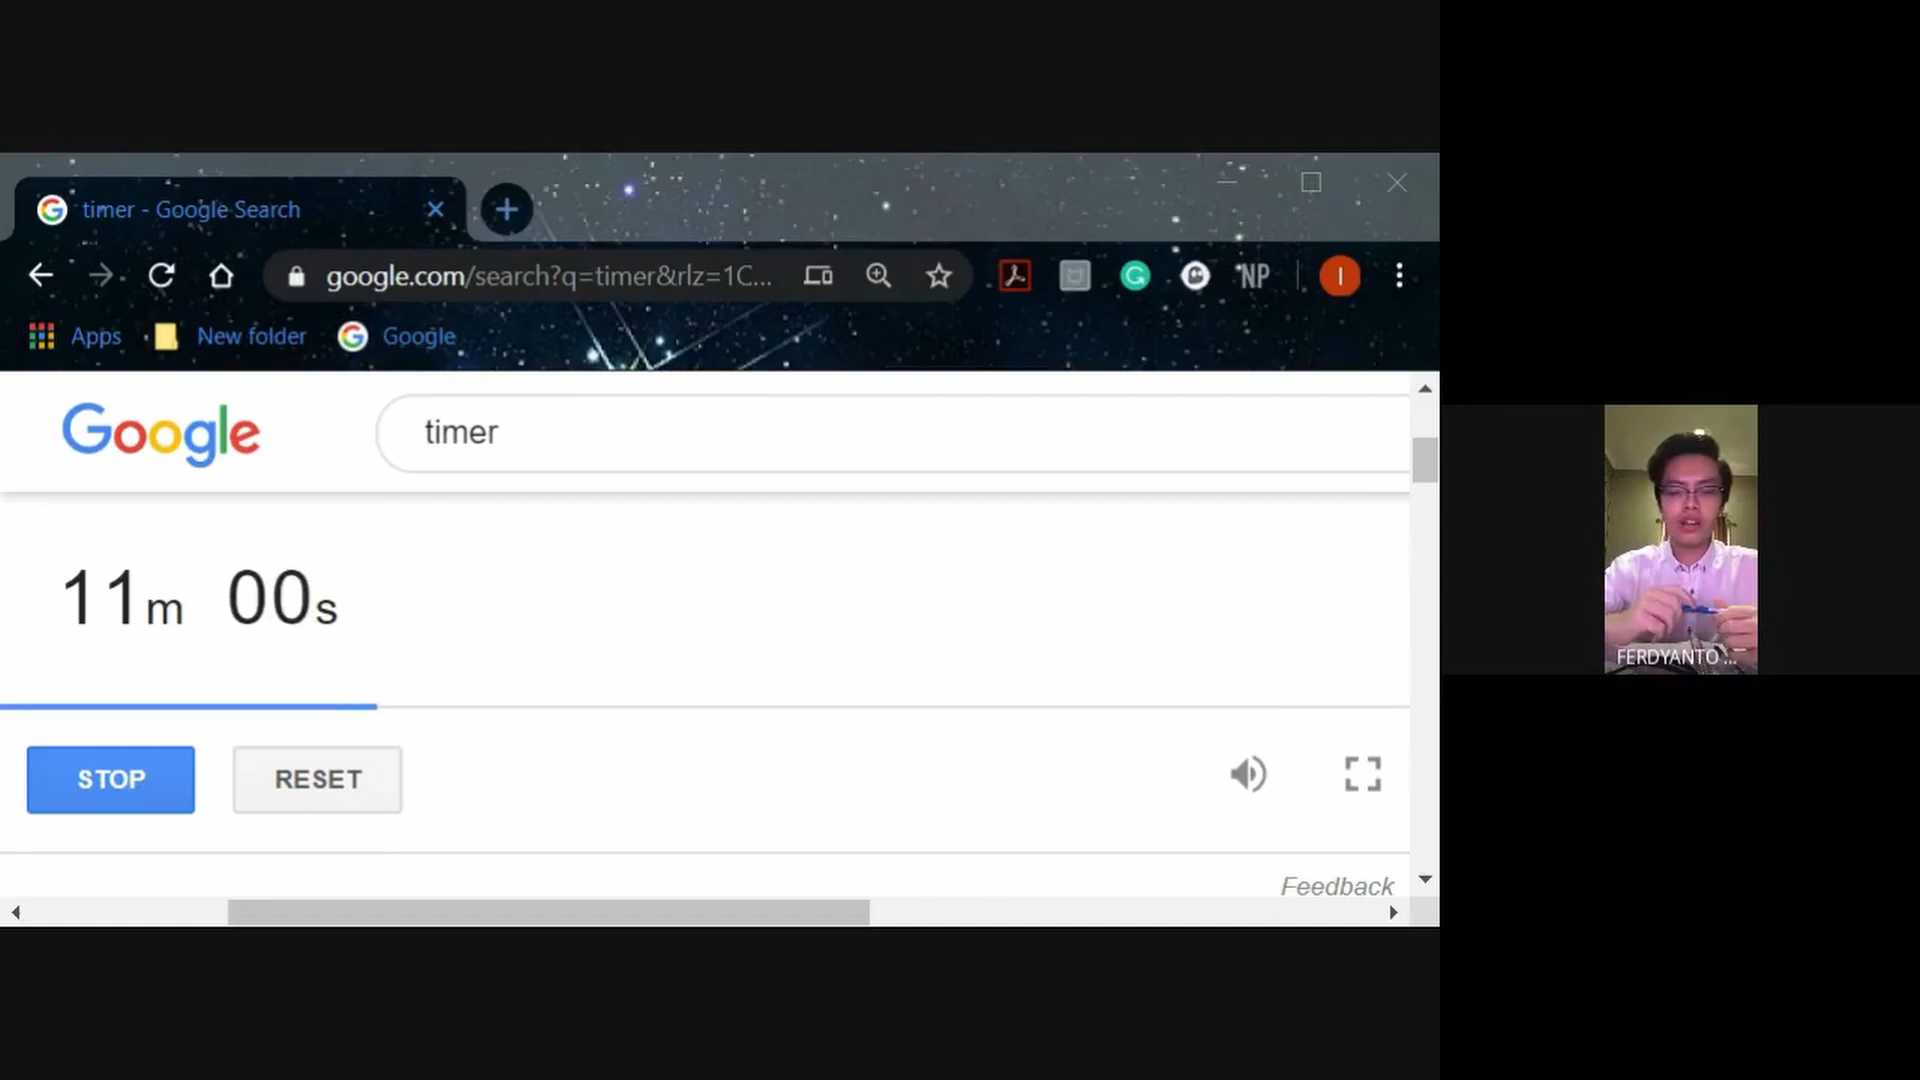 timer - Google Search
google.com/search?q=timer&rlz=1C...
NP
I
Apps
New folder
Google
Google
timer
11m 00s
STOP
RESET
Feedback
FERDYANTO ...